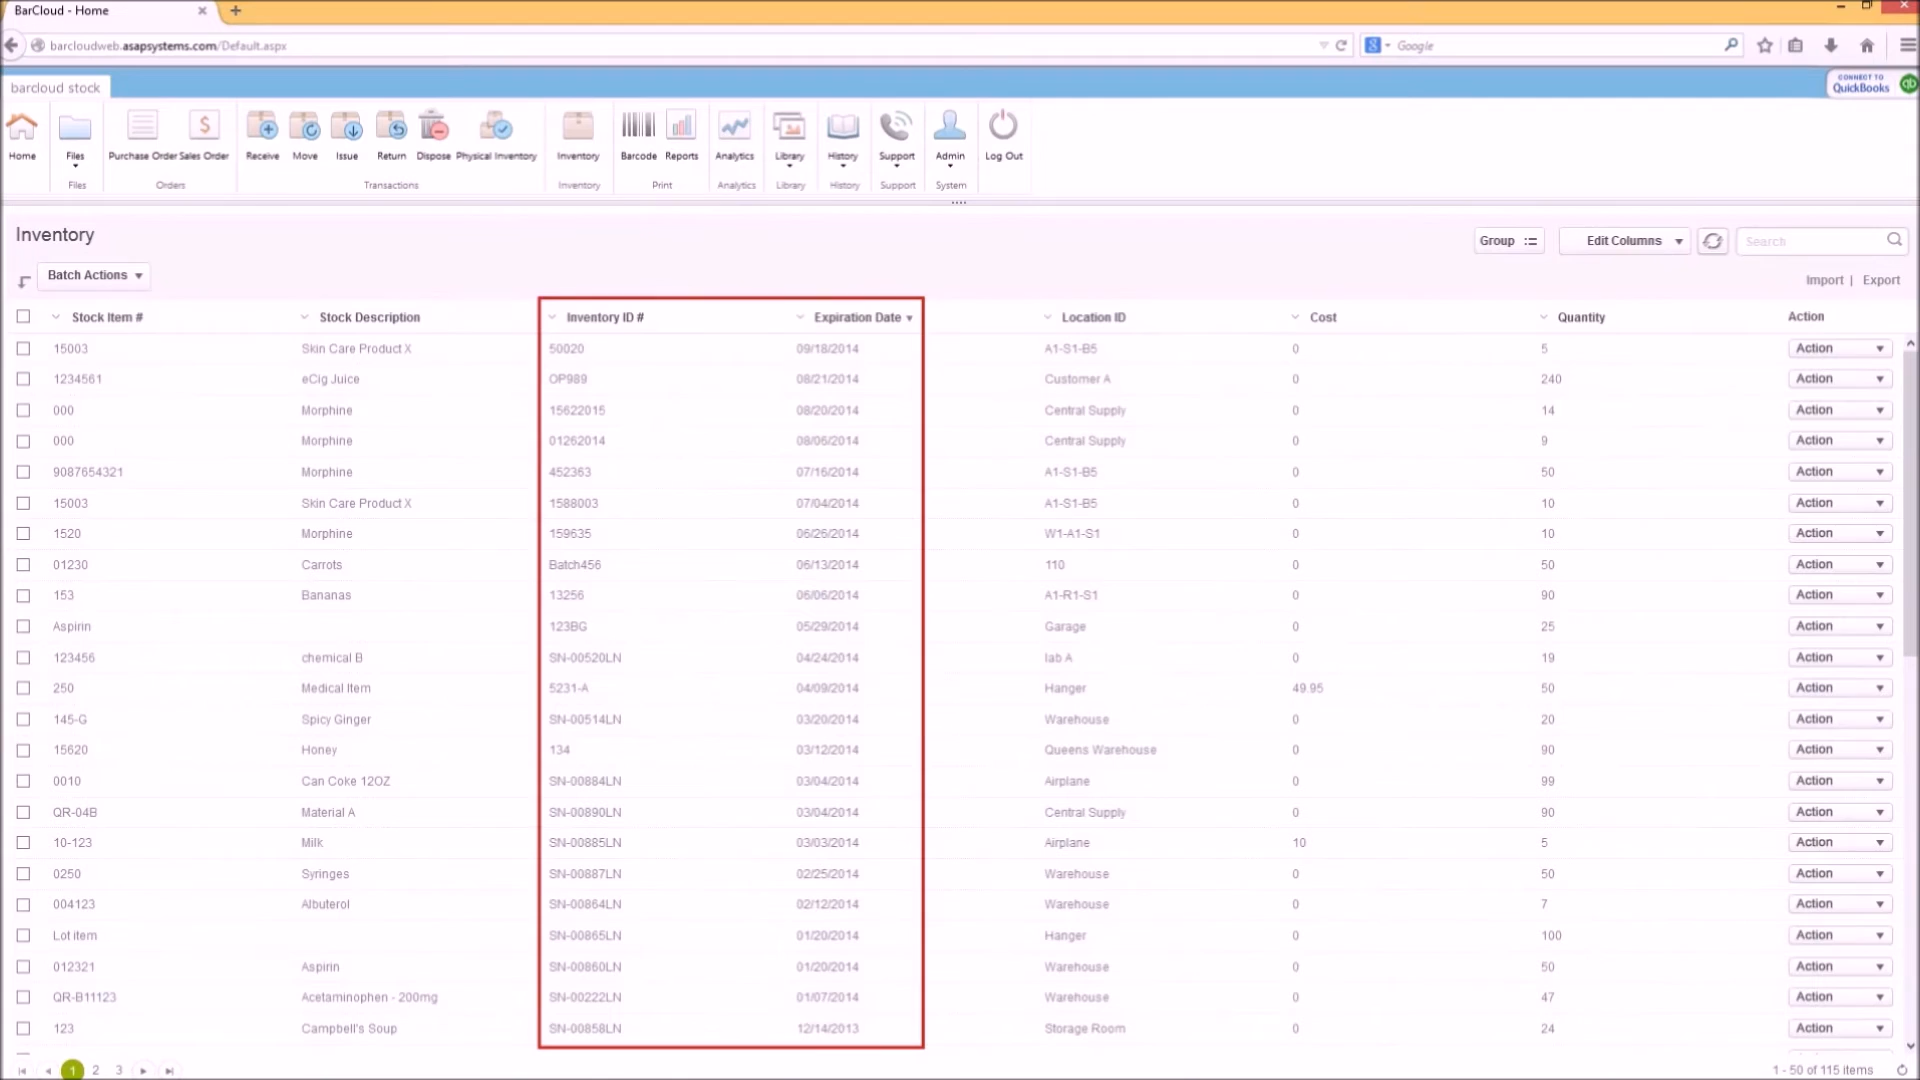 BarCloud - Home
barcloudweb.asapsystems.com/Default.aspx
Google
barcloud stock
CONNECT TO
QuickBooks
qb
Home Files Purchase Order Sales Order Receive Move Issue Return Dispose Physical Inventory Inventory Barcode Reports Analytics Library History Support Admin Log Out
Files Orders Transactions Inventory Print Analytics Library History Support System
Inventory
Group Edit Columns Search
Batch Actions
Import | Export
Stock Item # Stock Description Inventory ID # Expiration Date Location ID Cost Quantity Action
15003 Skin Care Product X 50020 09/18/2014 A1-S1-B5 0 5 Action
1234561 eCig Juice OP989 08/21/2014 Customer A 0 240 Action
000 Morphine 15622015 08/20/2014 Central Supply 0 14 Action
000 Morphine 01262014 08/06/2014 Central Supply 0 9 Action
9087654321 Morphine 452363 07/16/2014 A1-S1-B5 0 50 Action
15003 Skin Care Product X 1588003 07/04/2014 A1-S1-B5 0 10 Action
1520 Morphine 159635 06/26/2014 W1-A1-S1 0 10 Action
01230 Carrots Batch456 06/13/2014 110 0 50 Action
153 Bananas 13256 06/06/2014 A1-R1-S1 0 90 Action
Aspirin 123BG 05/29/2014 Garage 0 25 Action
123456 chemical B SN-00520LN 04/24/2014 lab A 0 19 Action
250 Medical Item 5231-A 04/09/2014 Hanger 49.95 50 Action
145-G Spicy Ginger SN-00514LN 03/20/2014 Warehouse 0 20 Action
15620 Honey 134 03/12/2014 Queens Warehouse 0 90 Action
0010 Can Coke 12OZ SN-00884LN 03/04/2014 Airplane 0 99 Action
QR-04B Material A SN-00890LN 03/04/2014 Central Supply 0 90 Action
10-123 Milk SN-00885LN 03/03/2014 Airplane 10 5 Action
0250 Syringes SN-00887LN 02/25/2014 Warehouse 0 50 Action
004123 Albuterol SN-00864LN 02/12/2014 Warehouse 0 7 Action
Lot item SN-00865LN 01/20/2014 Hanger 0 100 Action
012321 Aspirin SN-00860LN 01/20/2014 Warehouse 0 50 Action
QR-B11123 Acetaminophen - 200mg SN-00222LN 01/07/2014 Warehouse 0 47 Action
123 Campbell's Soup SN-00858LN 12/14/2013 Storage Room 0 24 Action
1 2 3
1 - 50 of 115 items